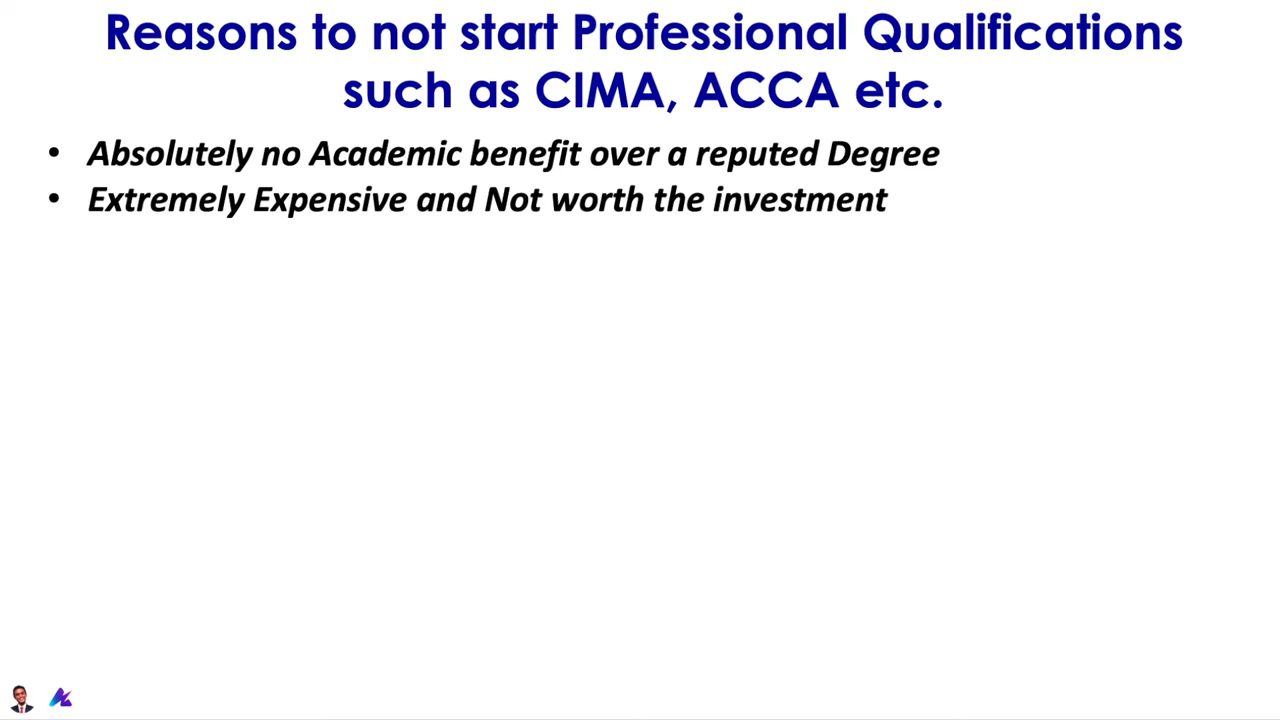 Reasons to not start Professional Qualifications
such as CIMA, ACCA etc.
• Absolutely no Academic benefit over a reputed Degree
• Extremely Expensive and Not worth the investment